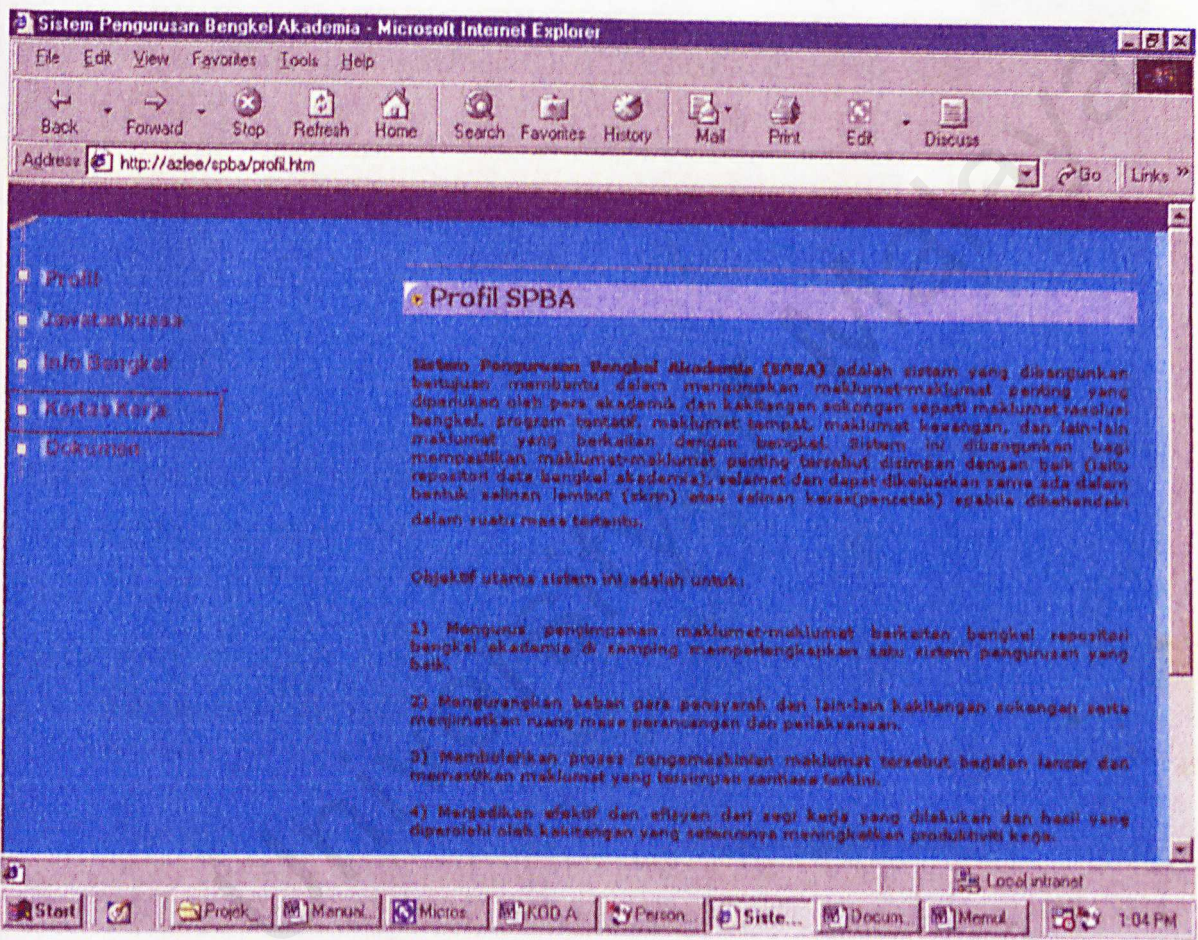 Sistem Pengurusan Bengkel Akademia - Microsoft Internet Explorer
File Edit View Favorites Tools Help
Back Forward Stop Refresh Home Search Favorites History Mail Print Edit Discuss
Address http://azlee/spba/profil.htm Go Links »
Profil
Jawatankuasa
Info Bengkel
Kertas Kerja
Dokumen
Profil SPBA
Sistem Pengurusan Bengkel Akademia (SPBA) adalah sistem yang dibangunkan
bertujuan membantu dalam mengumpulkan maklumat-maklumat penting yang
diperlukan oleh para akademik dan kakitangan sokongan seperti maklumat resolusi
bengkel, program tentatif, maklumat tempat, maklumat kewangan, dan lain-lain
maklumat yang berkaitan dengan bengkel. Sistem ini dibangunkan bagi
mempastikan maklumat-maklumat penting tersebut disimpan dengan baik (iaitu
repositori data bengkel akademia), selamat dan dapat dikeluarkan sama ada dalam
bentuk salinan lembut (skrin) atau salinan keras(pencetak) apabila dikehendaki
dalam suatu masa tertentu.
Objektif utama sistem ini adalah untuk:
1) Mengurus penyimpanan maklumat-maklumat berkaitan bengkel repositori
bengkel akademia di samping memperlengkapkan satu sistem pengurusan yang
baik.
2) Mengurangkan beban para pensyarah dan lain-lain kakitangan sokongan serta
menjimatkan ruang masa perancangan dan perlaksanaan.
3) Membolehkan proses pengemaskinian maklumat tersebut berjalan lancar dan
memastikan maklumat yang tersimpan sentiasa terkini.
4) Menjadikan efektif dan efisyen dari segi kerja yang dilakukan dan hasil yang
diperolehi oleh kakitangan yang seterusnya meningkatkan produktiviti kerja.
Local intranet
Start Projek_ Manual... Micros... KOD A... Person... Siste... Docum... Memul... 1:04 PM